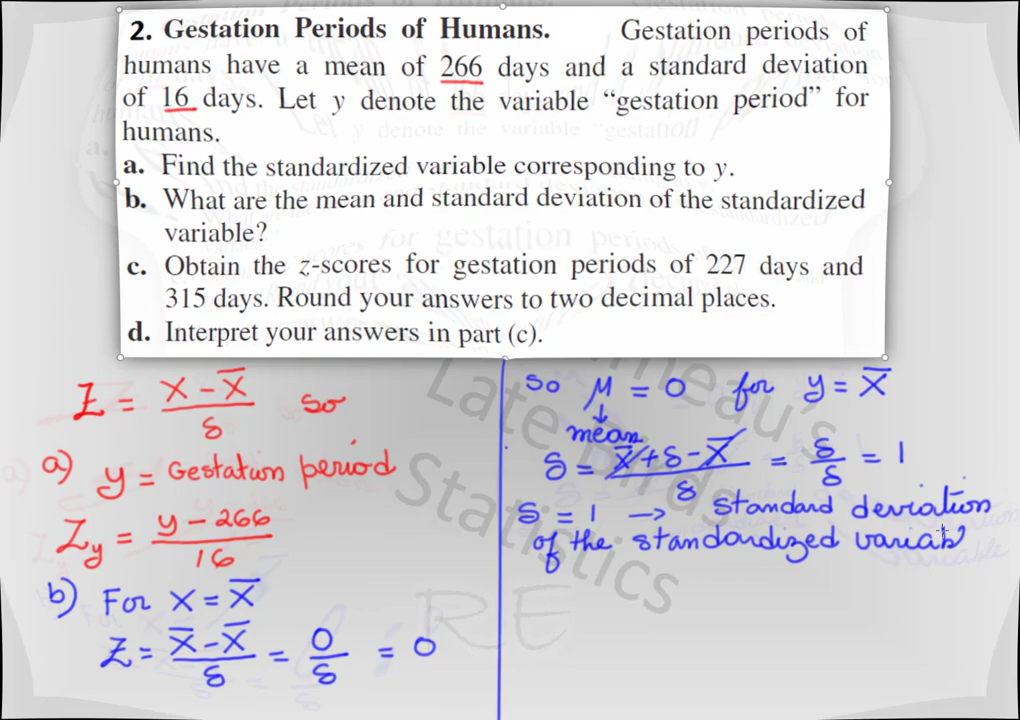 2. Gestation Periods of Humans. Gestation periods of
humans have a mean of 266 days and a standard deviation
of 16 days. Let y denote the variable “gestation period” for
humans.
a. Find the standardized variable corresponding to y.
b. What are the mean and standard deviation of the standardized
variable?
c. Obtain the z-scores for gestation periods of 227 days and
315 days. Round your answers to two decimal places.
d. Interpret your answers in part (c).
Z = (X - X̄)/s so
a) y = Gestation period
Zy = (y - 266)/16
b) For X = X̄
Z = (X̄ - X̄)/s = 0/s = 0
so μ = 0 for y = X̄
↓
mean
s = (X̄ + s - X̄)/s = s/s = 1
s = 1 → standard deviation
of the standardized variab
Statistics
RE